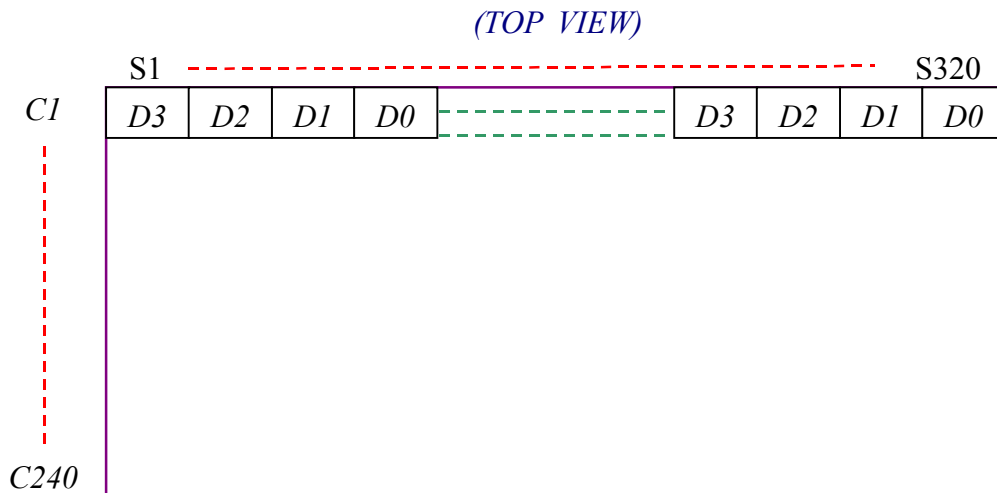 (TOP VIEW)
S1 S320
C1 D3 D2 D1 D0 D3 D2 D1 D0
C240